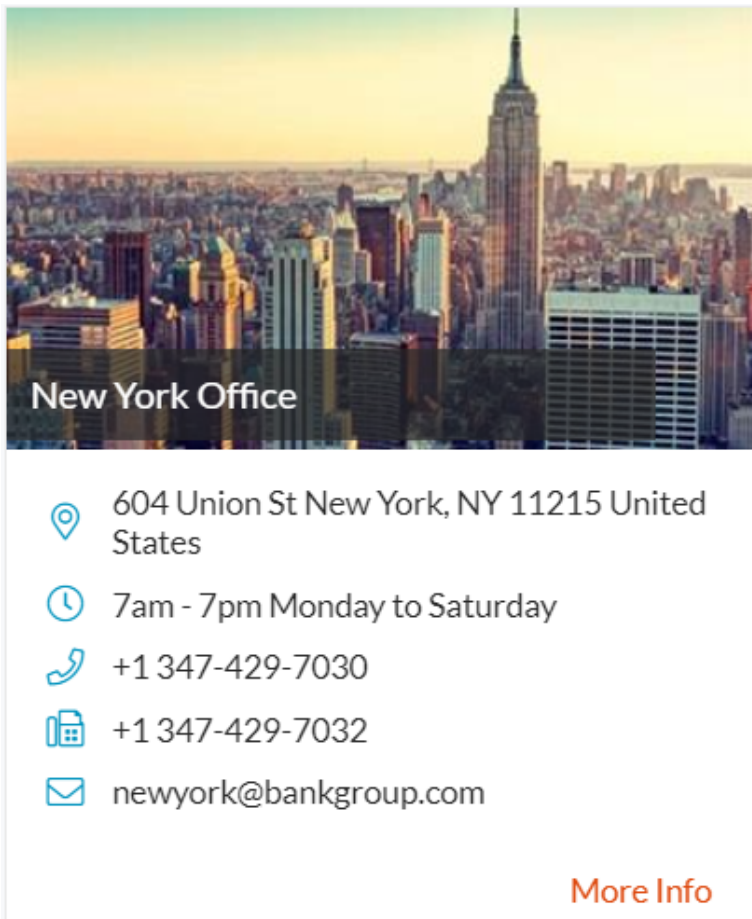 New York Office
604 Union St New York, NY 11215 United
States
7am - 7pm Monday to Saturday
+1 347-429-7030
+1 347-429-7032
newyork@bankgroup.com
More Info